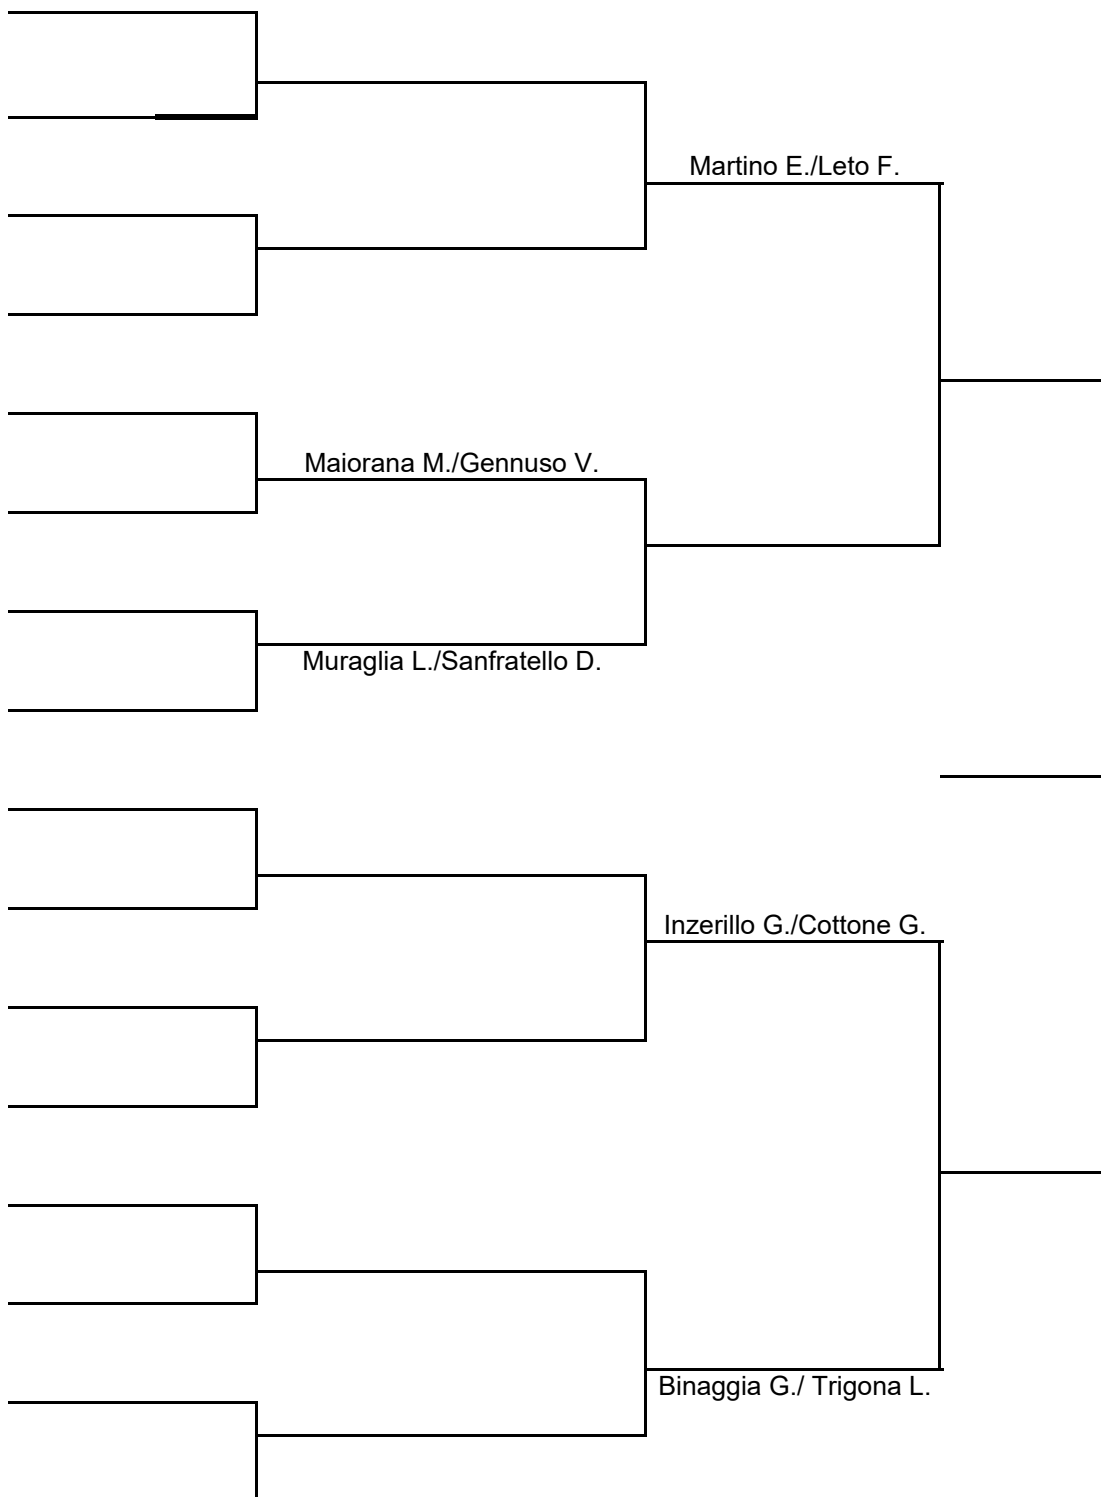 Martino E./Leto F.
Maiorana M./Gennuso V.
Muraglia L./Sanfratello D.
Inzerillo G./Cottone G.
Binaggia G./ Trigona L.